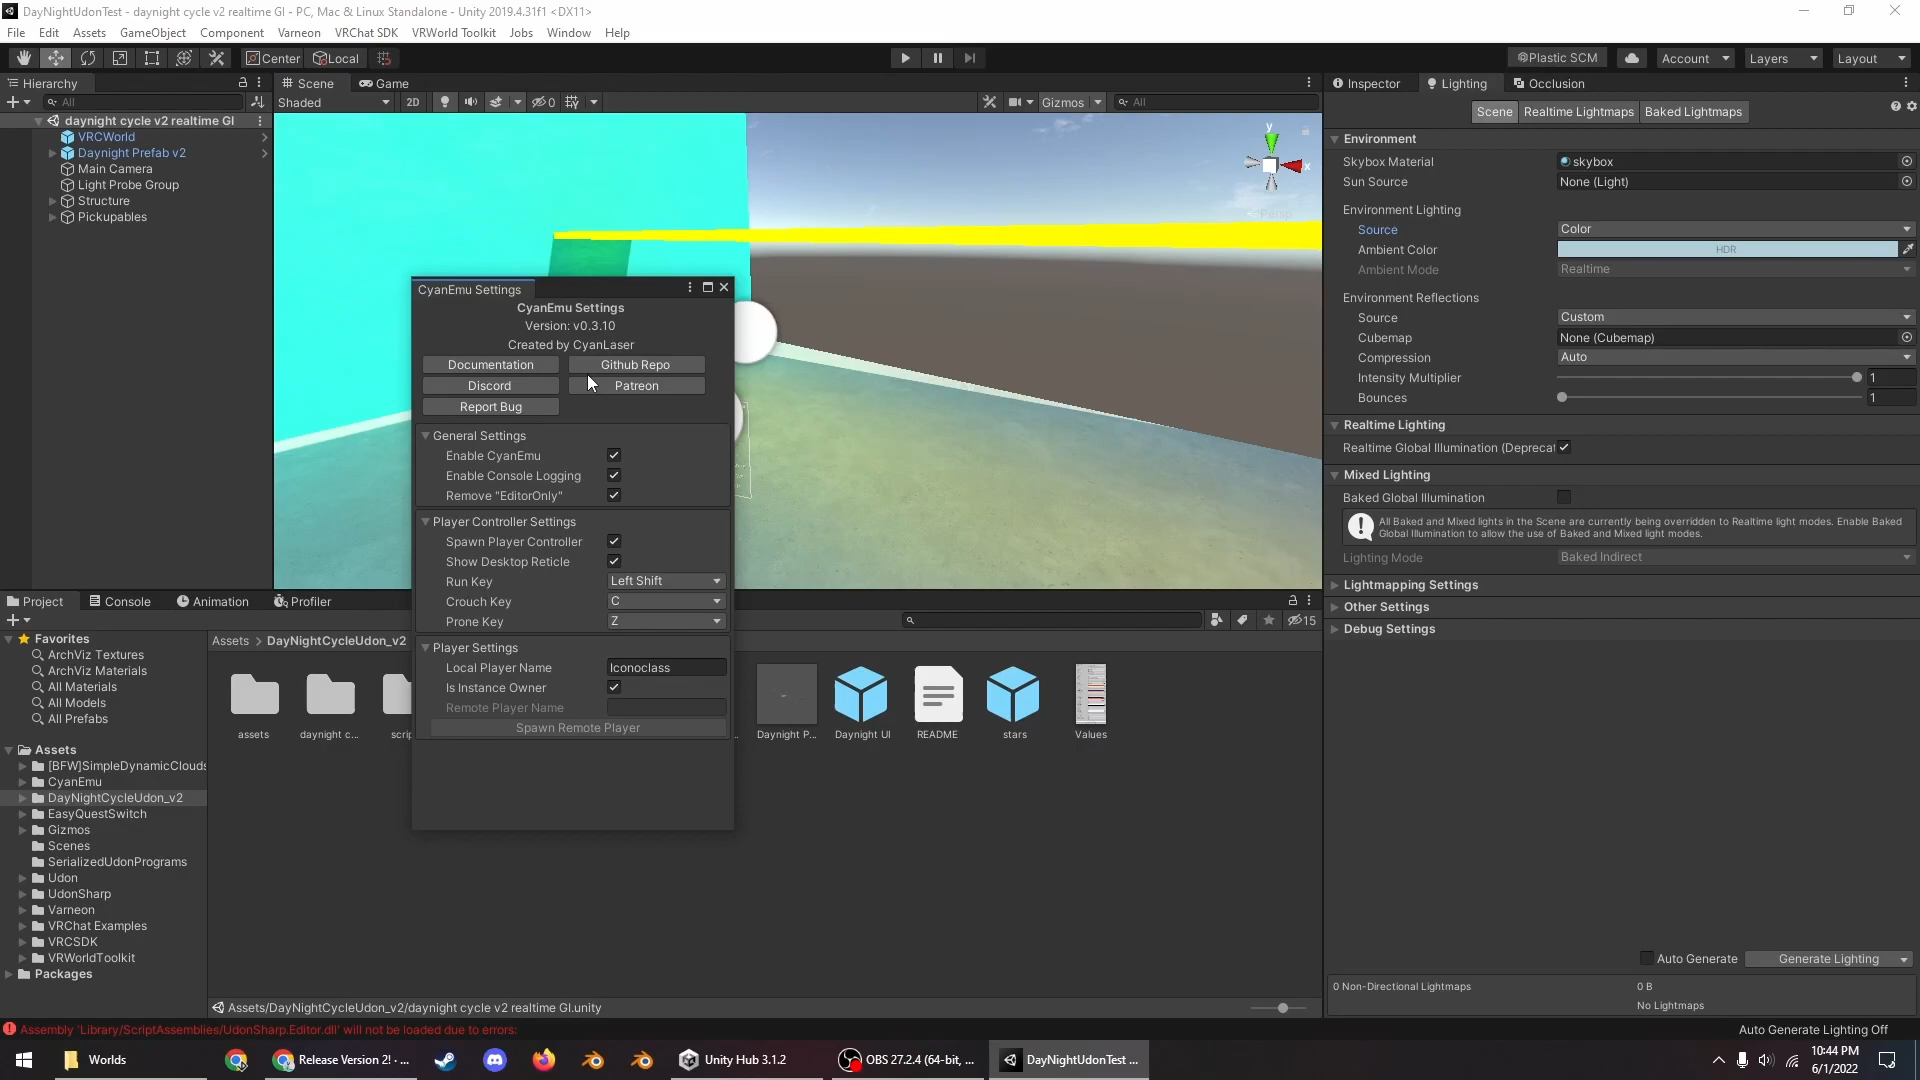 DayNightUdonTest - daynight cycle v2 realtime GI - PC, Mac & Linux Standalone - Unity 2019.4.31f1 <DX11>
File Edit Assets GameObject Component Varneon VRChat SDK VRWorld Toolkit Jobs Window Help
Center Local Plastic SCM Account Layers Layout
Hierarchy
All
daynight cycle v2 realtime GI
VRCWorld
Daynight Prefab v2
Main Camera
Light Probe Group
Structure
Pickupables
Scene Game
Shaded 2D 0 Gizmos All
y
x
Persp
CyanEmu Settings
CyanEmu Settings
Version: v0.3.10
Created by CyanLaser
Documentation Github Repo
Discord Patreon
Report Bug
General Settings
Enable CyanEmu
Enable Console Logging
Remove "EditorOnly"
Player Controller Settings
Spawn Player Controller
Show Desktop Reticle
Run Key Left Shift
Crouch Key C
Prone Key Z
Player Settings
Local Player Name Iconoclass
Is Instance Owner
Remote Player Name
Spawn Remote Player
Inspector Lighting Occlusion
Scene Realtime Lightmaps Baked Lightmaps
Environment
Skybox Material skybox
Sun Source None (Light)
Environment Lighting
Source Color
Ambient Color HDR
Ambient Mode Realtime
Environment Reflections
Source Custom
Cubemap None (Cubemap)
Compression Auto
Intensity Multiplier 1
Bounces 1
Realtime Lighting
Realtime Global Illumination (Deprecat
Mixed Lighting
Baked Global Illumination
All Baked and Mixed lights in the Scene are currently being overridden to Realtime light modes. Enable Baked
Global Illumination to allow the use of Baked and Mixed light modes.
Lighting Mode Baked Indirect
Lightmapping Settings
Other Settings
Debug Settings
Auto Generate Generate Lighting
0 Non-Directional Lightmaps 0 B
No Lightmaps
Project Console Animation Profiler
15
Favorites
ArchViz Textures
ArchViz Materials
All Materials
All Models
All Prefabs
Assets
[BFW]SimpleDynamicClouds
CyanEmu
DayNightCycleUdon_v2
EasyQuestSwitch
Gizmos
Scenes
SerializedUdonPrograms
Udon
UdonSharp
Varneon
VRChat Examples
VRCSDK
VRWorldToolkit
Packages
Assets > DayNightCycleUdon_v2
assets daynight c... scrip Daynight P... Daynight UI README stars Values
Assets/DayNightCycleUdon_v2/daynight cycle v2 realtime GI.unity
Assembly 'Library/ScriptAssemblies/UdonSharp.Editor.dll' will not be loaded due to errors:
Auto Generate Lighting Off
Worlds Release Version 2! · ... Unity Hub 3.1.2 OBS 27.2.4 (64-bit, ... DayNightUdonTest ...
10:44 PM
6/1/2022